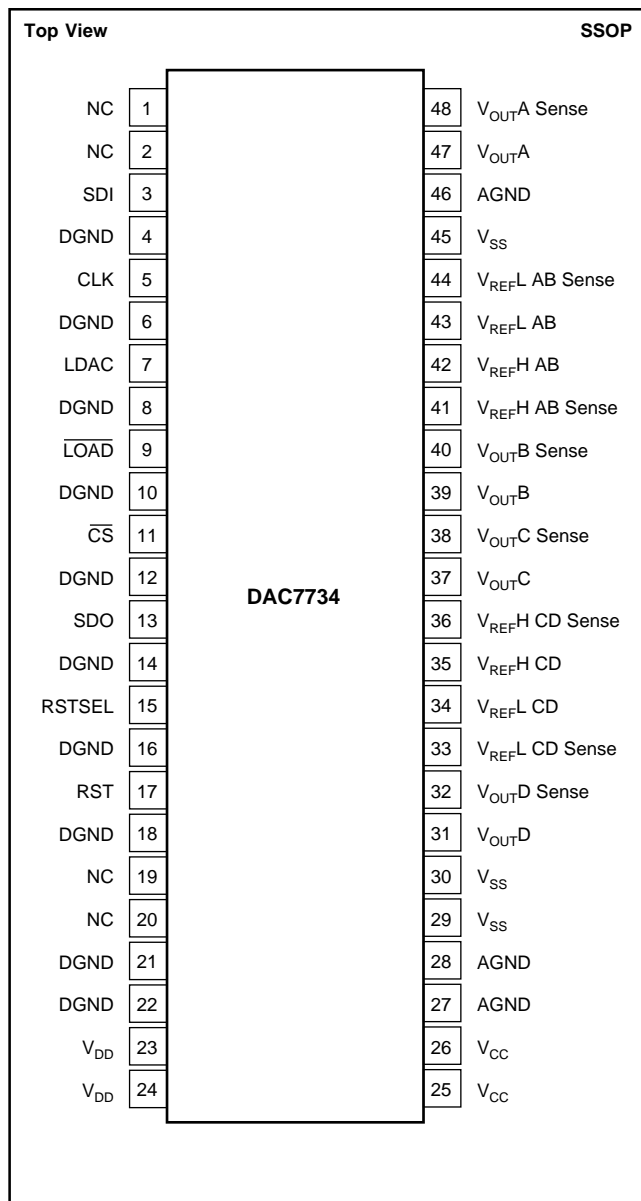 Top View SSOP
NC 1 48 VOUTA Sense
NC 2 47 VOUTA
SDI 3 46 AGND
DGND 4 45 VSS
CLK 5 44 VREFL AB Sense
DGND 6 43 VREFL AB
LDAC 7 42 VREFH AB
DGND 8 41 VREFH AB Sense
LOAD 9 40 VOUTB Sense
DGND 10 39 VOUTB
CS 11 38 VOUTC Sense
DGND 12 37 VOUTC
DAC7734
SDO 13 36 VREFH CD Sense
DGND 14 35 VREFH CD
RSTSEL 15 34 VREFL CD
DGND 16 33 VREFL CD Sense
RST 17 32 VOUTD Sense
DGND 18 31 VOUTD
NC 19 30 VSS
NC 20 29 VSS
DGND 21 28 AGND
DGND 22 27 AGND
VDD 23 26 VCC
VDD 24 25 VCC